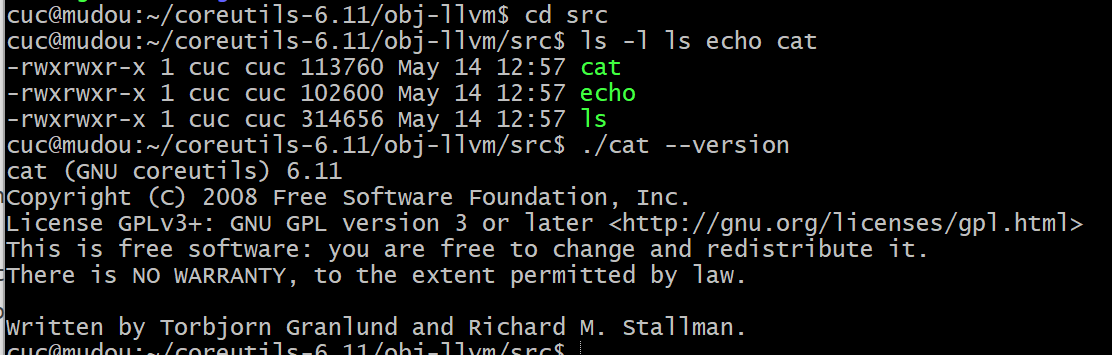 cuc@mudou:~/coreutils-6.11/obj-llvm$ cd src
cuc@mudou:~/coreutils-6.11/obj-llvm/src$ ls -l ls echo cat
-rwxrwxr-x 1 cuc cuc 113760 May 14 12:57 cat
-rwxrwxr-x 1 cuc cuc 102600 May 14 12:57 echo
-rwxrwxr-x 1 cuc cuc 314656 May 14 12:57 ls
cuc@mudou:~/coreutils-6.11/obj-llvm/src$ ./cat --version
cat (GNU coreutils) 6.11
Copyright (C) 2008 Free Software Foundation, Inc.
License GPLv3+: GNU GPL version 3 or later <http://gnu.org/licenses/gpl.html>
This is free software: you are free to change and redistribute it.
There is NO WARRANTY, to the extent permitted by law.
Written by Torbjorn Granlund and Richard M. Stallman.
cuc@mudou:~/coreutils-6.11/obj-llvm/src$